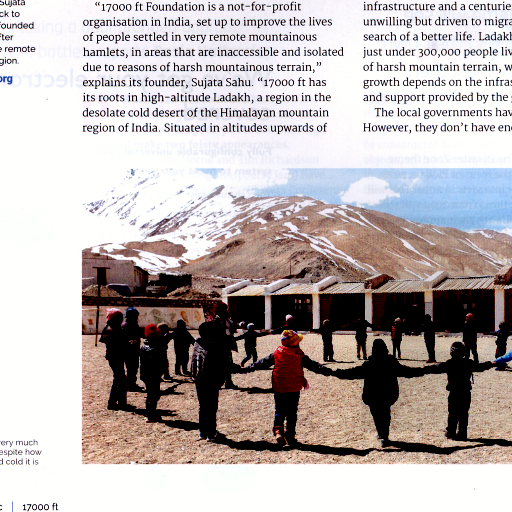 Sujata
ck to
founded
fter
e remote
gion.
org
"17000 ft Foundation is a not-for-profit
organisation in India, set up to improve the lives
of people settled in very remote mountainous
hamlets, in areas that are inaccessible and isolated
due to reasons of harsh mountainous terrain,"
explains its founder, Sujata Sahu. "17000 ft has
its roots in high-altitude Ladakh, a region in the
desolate cold desert of the Himalayan mountain
region of India. Situated in altitudes upwards of
infrastructure and a centurie
unwilling but driven to migra
search of a better life. Ladakh
just under 300,000 people liv
of harsh mountain terrain, w
growth depends on the infras
and support provided by the g
The local governments hav
However, they don't have eno
very much
espite how
d cold it is
c | 17000 ft